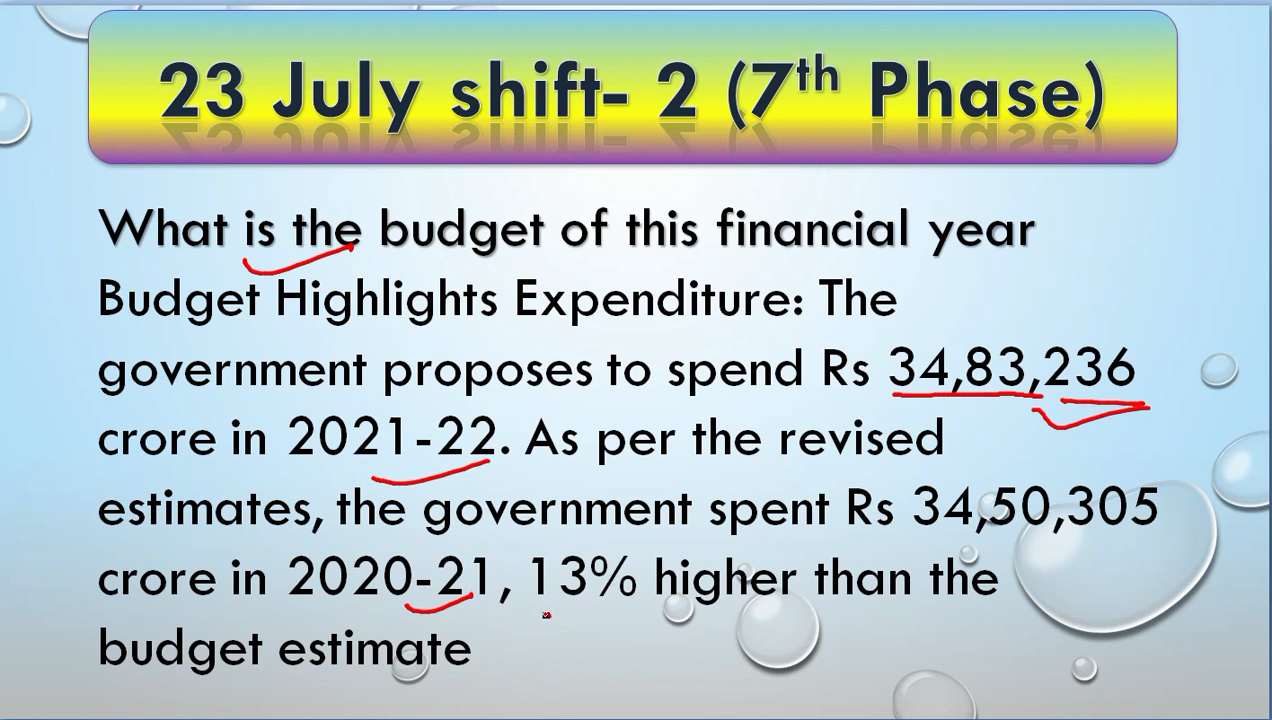 23 July shift- 2 (7th Phase)
What is the budget of this financial year
Budget Highlights Expenditure: The
government proposes to spend Rs 34,83,236
crore in 2021-22. As per the revised
estimates, the government spent Rs 34,50,305
crore in 2020-21, 13% higher than the
budget estimate